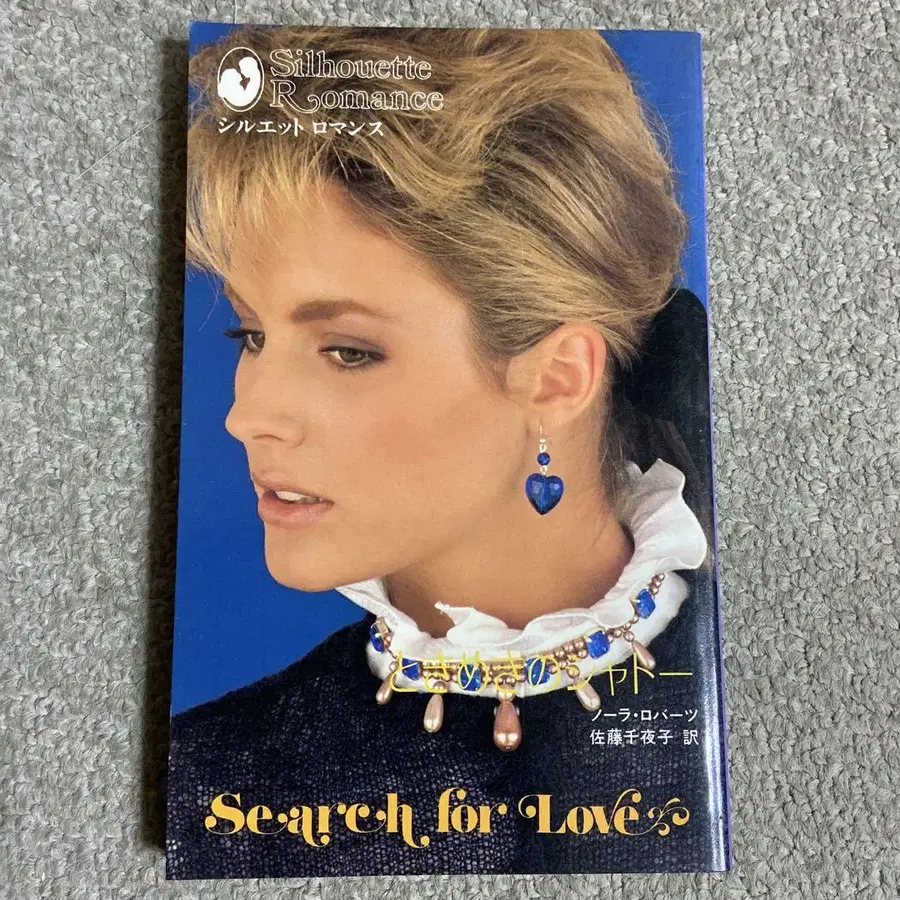 Silhouette
Romance
シルエット ロマンス
ときめきのシャトー
ノーラ・ロバーツ
佐藤千夜子 訳
Search for Love